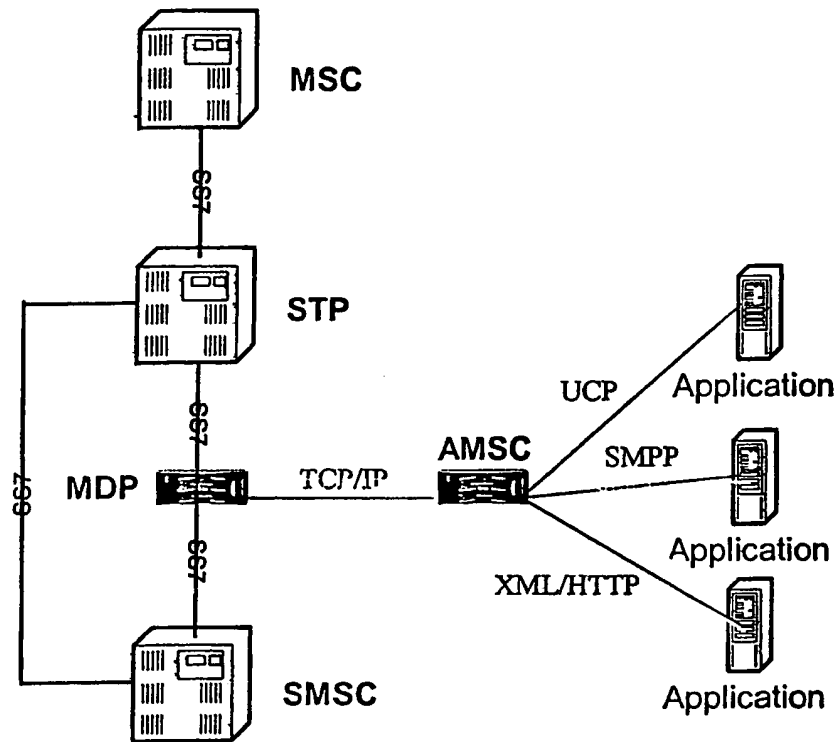 MSC
SS7
STP
SS7
UCP
Application
AMSC
SMPP
MDP
TCP/IP
SS7
Application
SS7
XML/HTTP
SMSC
Application